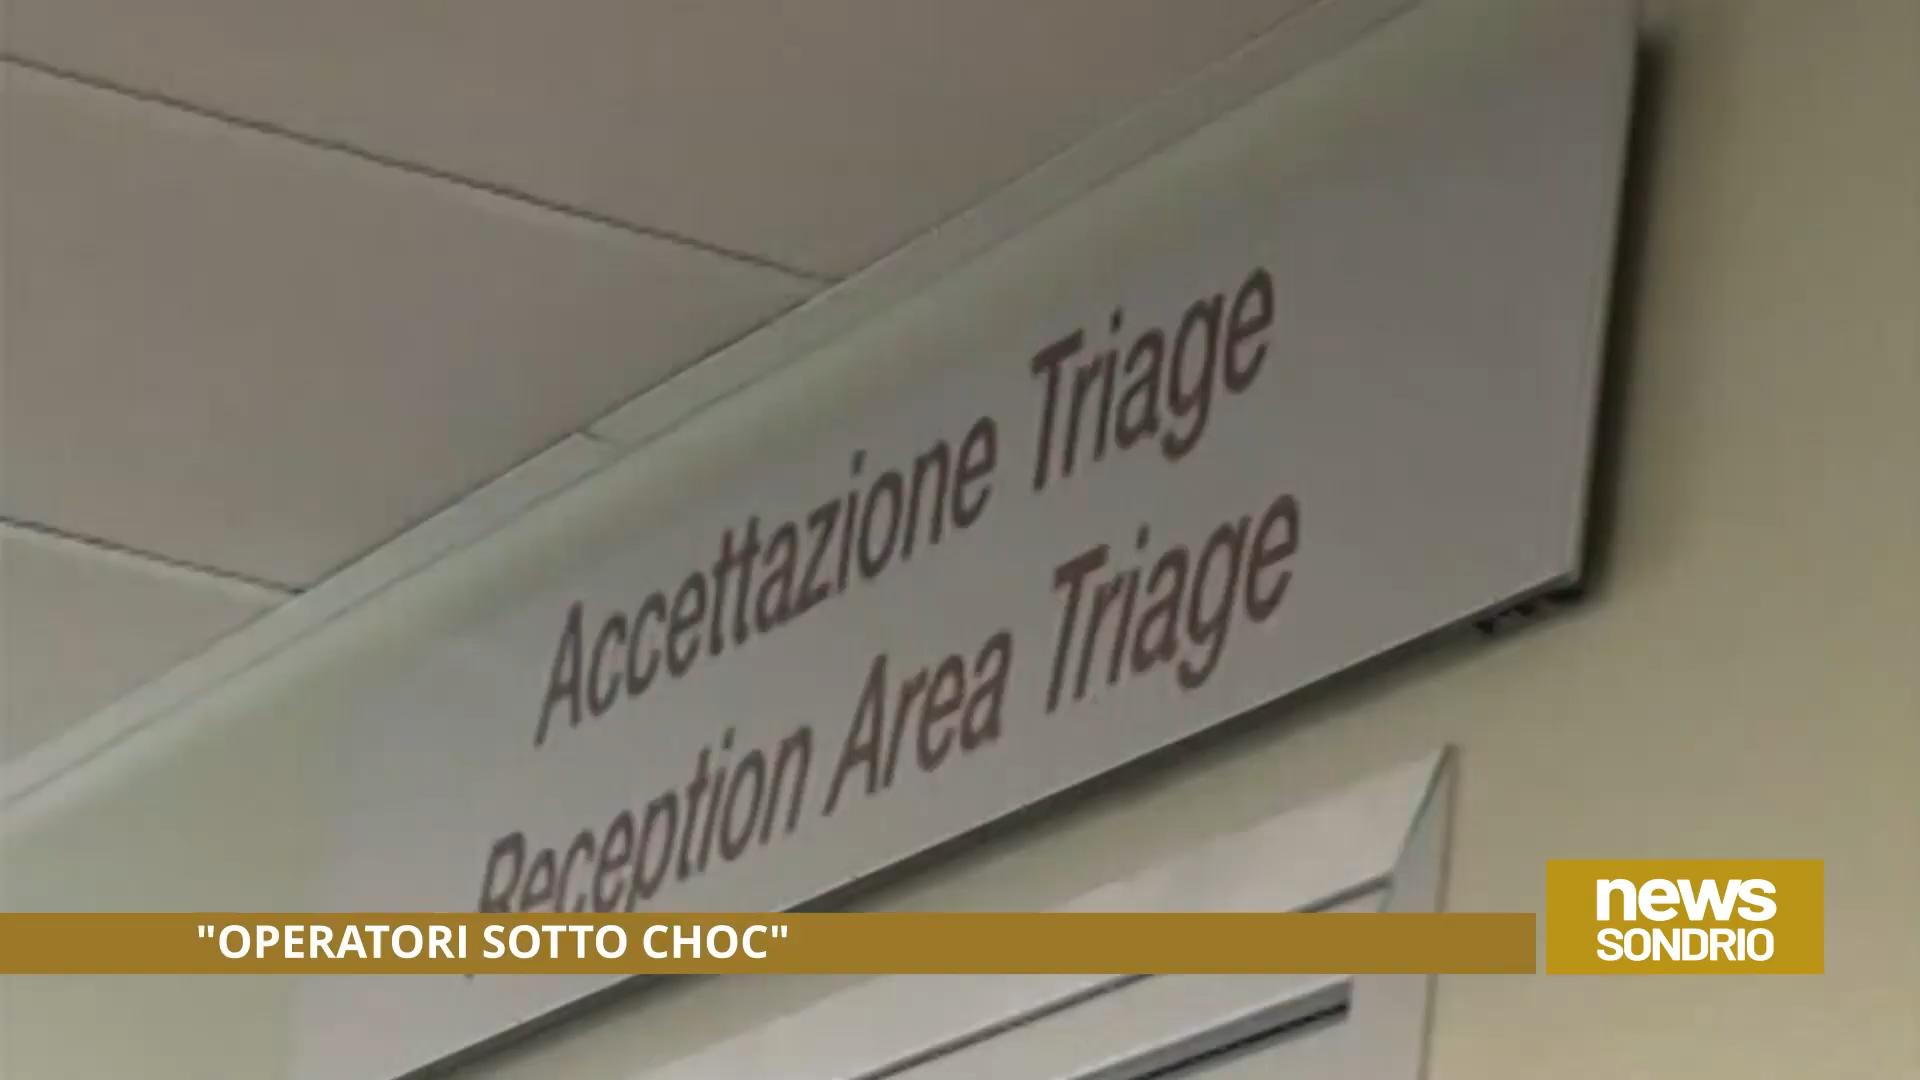 Accettazione Triage
Reception Area Triage
"OPERATORI SOTTO CHOC"
news
SONDRIO